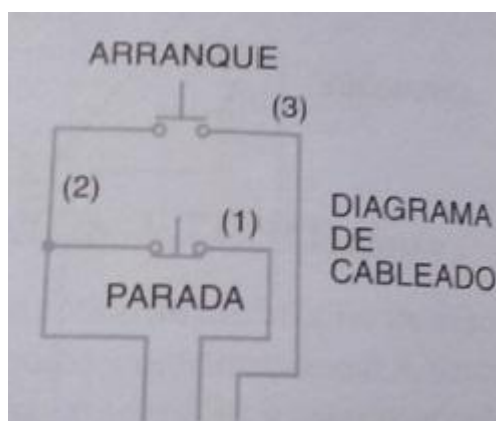 ARRANQUE
(3)
(2)
(1)
DIAGRAMA
DE
CABLEADO
PARADA